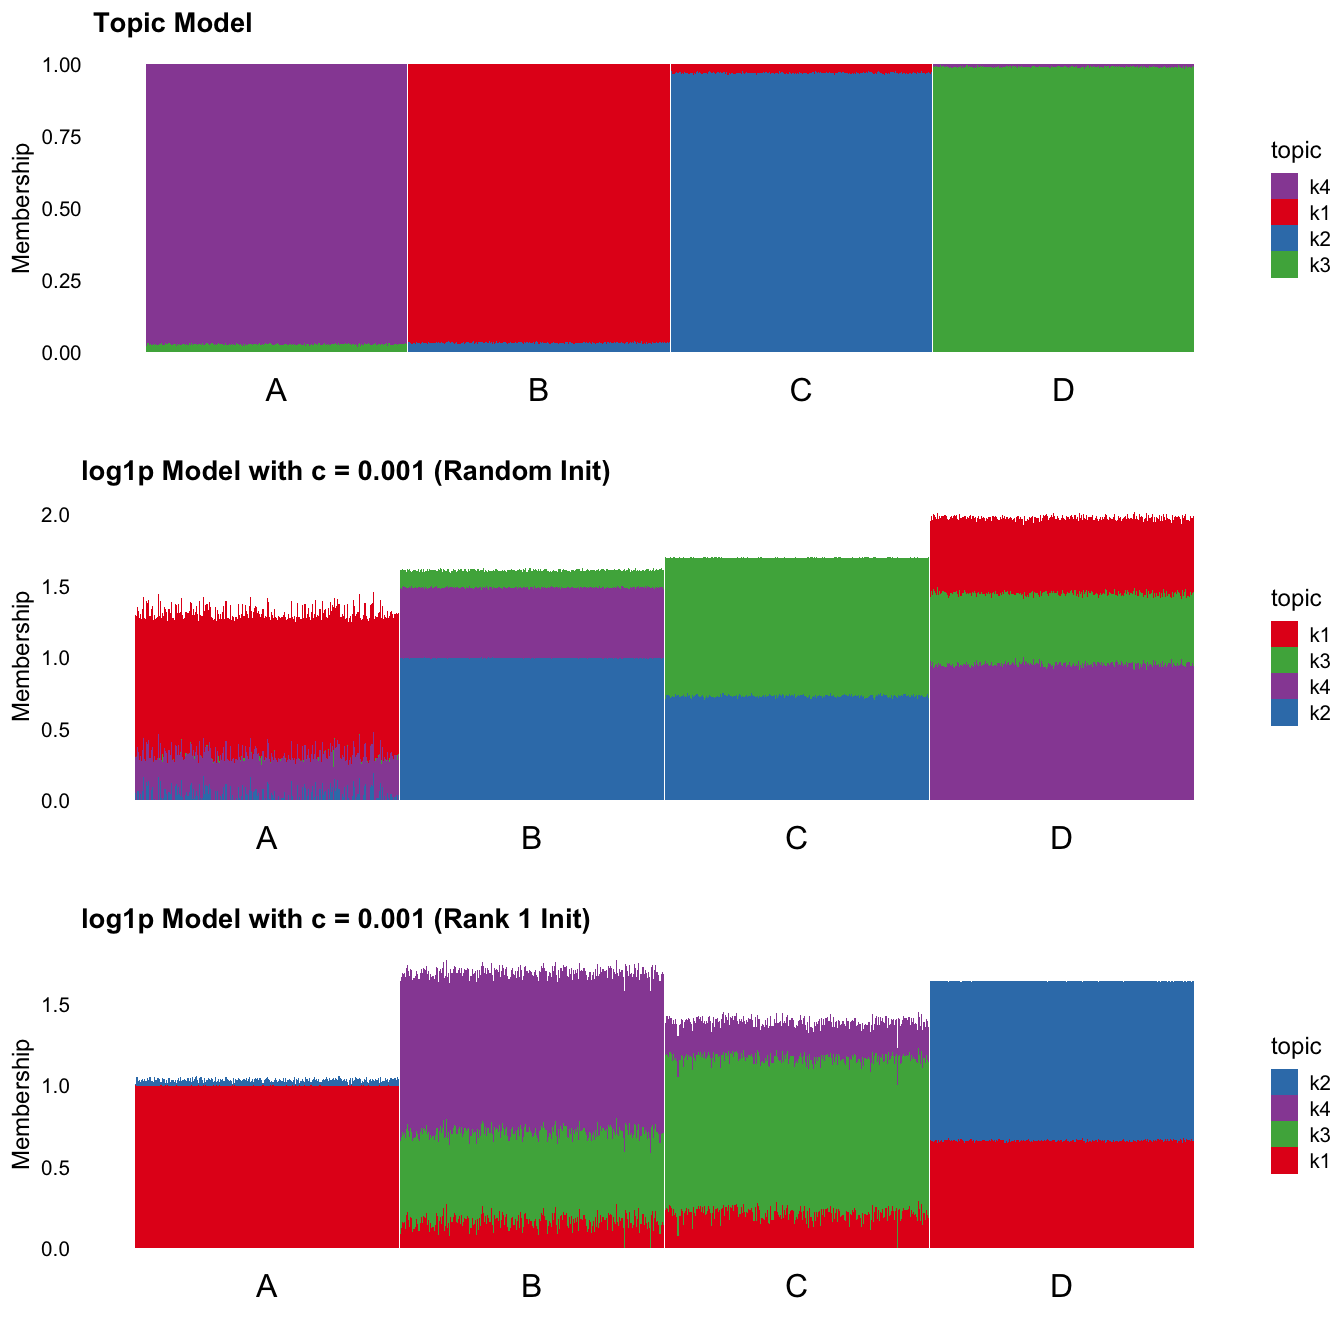 Topic Model
1.00
0.75
0.50
0.25
0.00
Membership
A B C D
topic
k4
k1
k2
k3
log1p Model with c = 0.001 (Random Init)
2.0
1.5
1.0
0.5
0.0
Membership
A B C D
topic
k1
k3
k4
k2
log1p Model with c = 0.001 (Rank 1 Init)
1.5
1.0
0.5
0.0
Membership
A B C D
topic
k2
k4
k3
k1